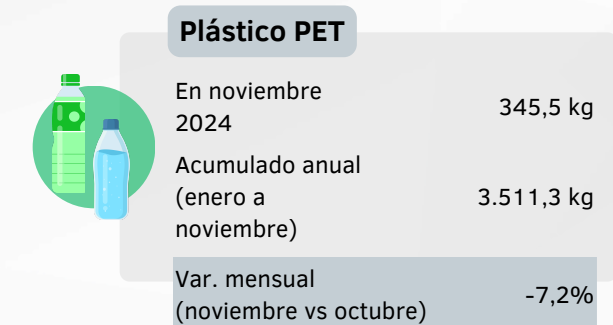 Plástico PET
En noviembre
2024
345,5 kg
Acumulado anual
(enero a
noviembre)
3.511,3 kg
Var. mensual
(noviembre vs octubre)
-7,2%